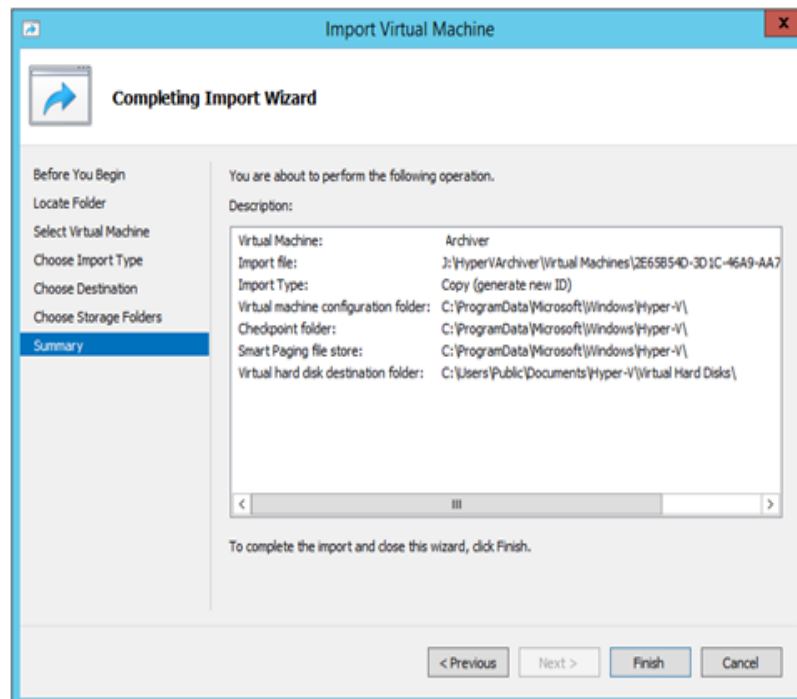 Import Virtual Machine
x
Completing Import Wizard
Before You Begin
Locate Folder
Select Virtual Machine
Choose Import Type
Choose Destination
Choose Storage Folders
Summary
You are about to perform the following operation.
Description:
Virtual Machine: Archiver
Import file: J:\HyperVArchiver\Virtual Machines\2E65B54D-3D1C-46A9-AA7
Import Type: Copy (generate new ID)
Virtual machine configuration folder: C:\ProgramData\Microsoft\Windows\Hyper-V\
Checkpoint folder: C:\ProgramData\Microsoft\Windows\Hyper-V\
Smart Paging file store: C:\ProgramData\Microsoft\Windows\Hyper-V\
Virtual hard disk destination folder: C:\Users\Public\Documents\Hyper-V\Virtual Hard Disks\
To complete the import and close this wizard, click Finish.
< Previous Next > Finish Cancel